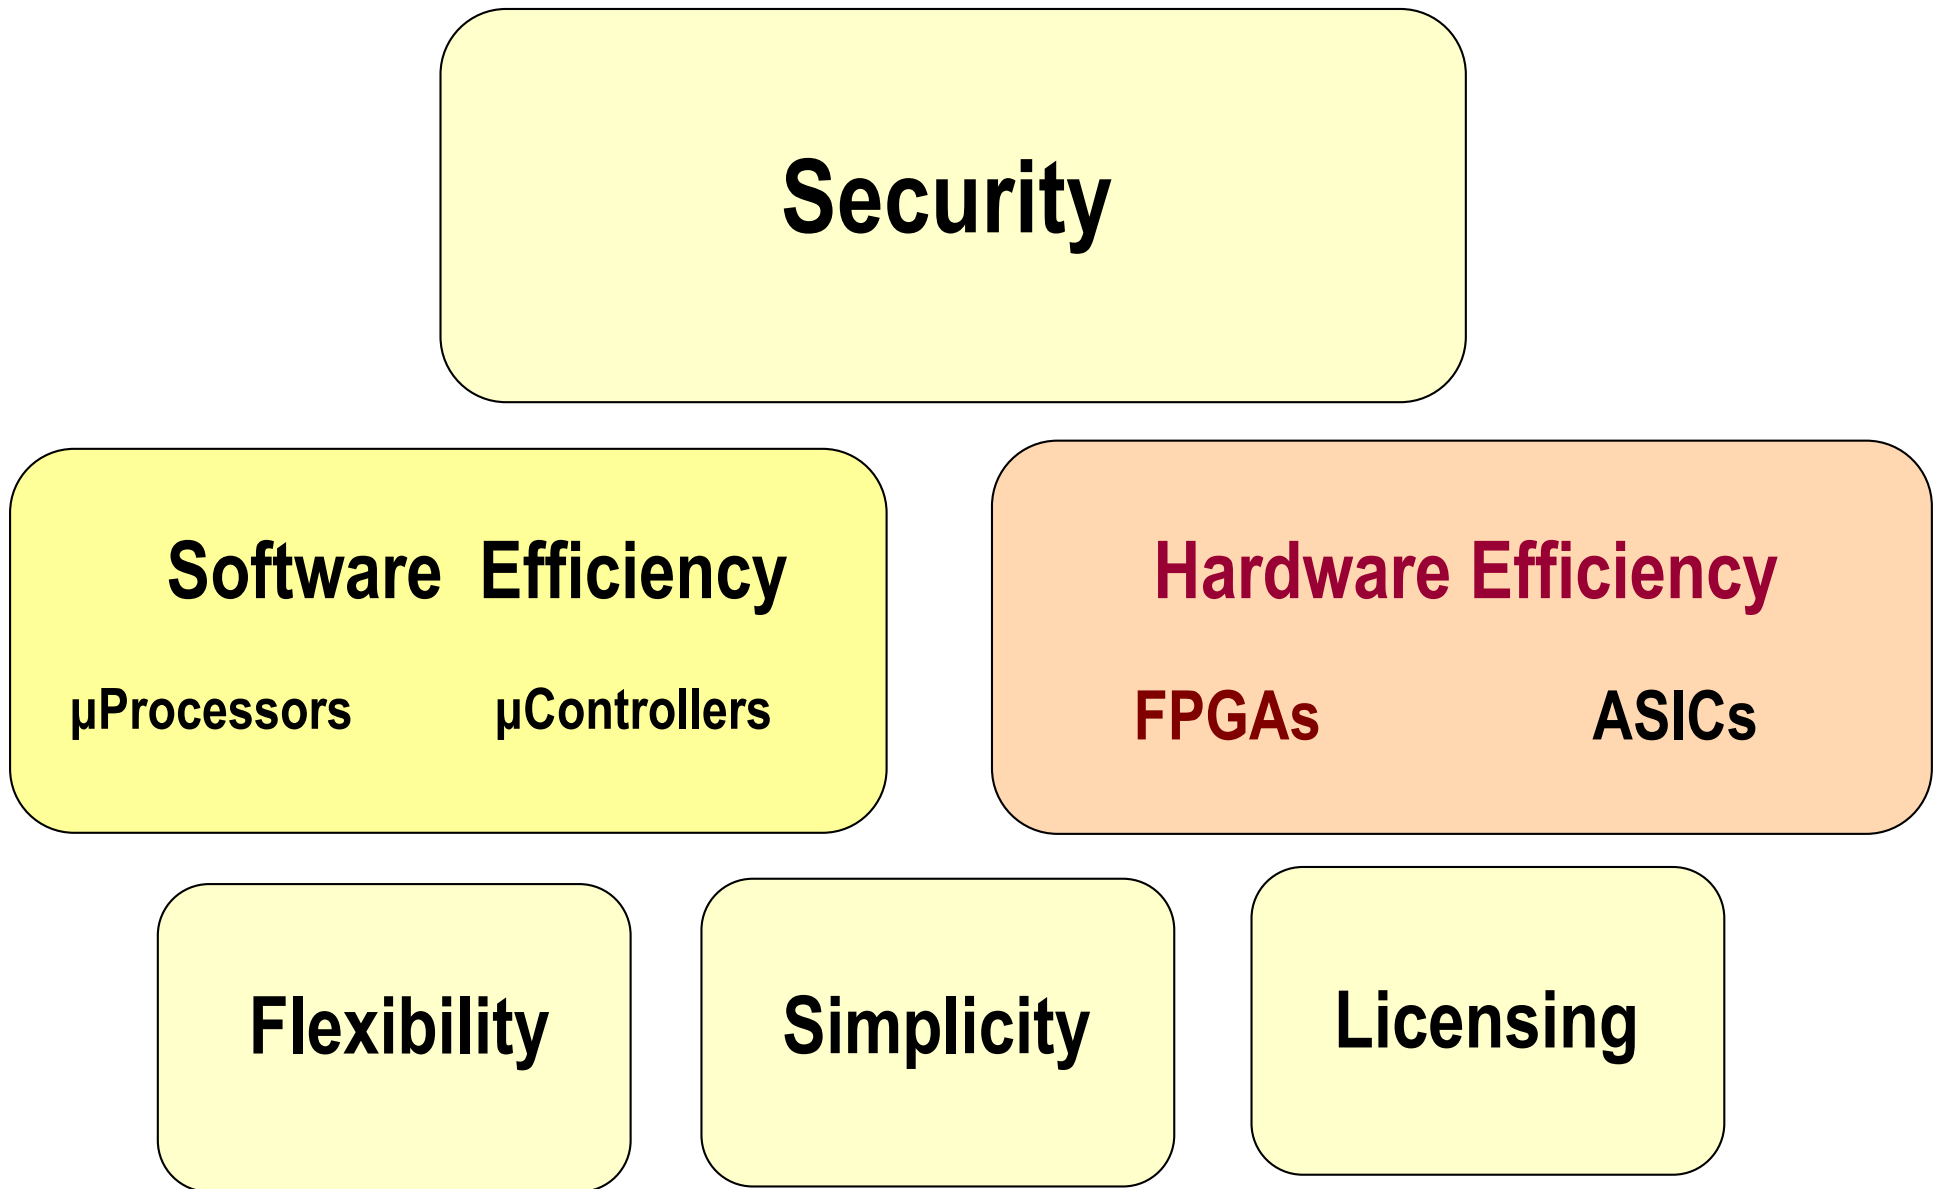 Security
Software Efficiency
Hardware Efficiency
µProcessors
µControllers
FPGAs
ASICs
Flexibility
Simplicity
Licensing